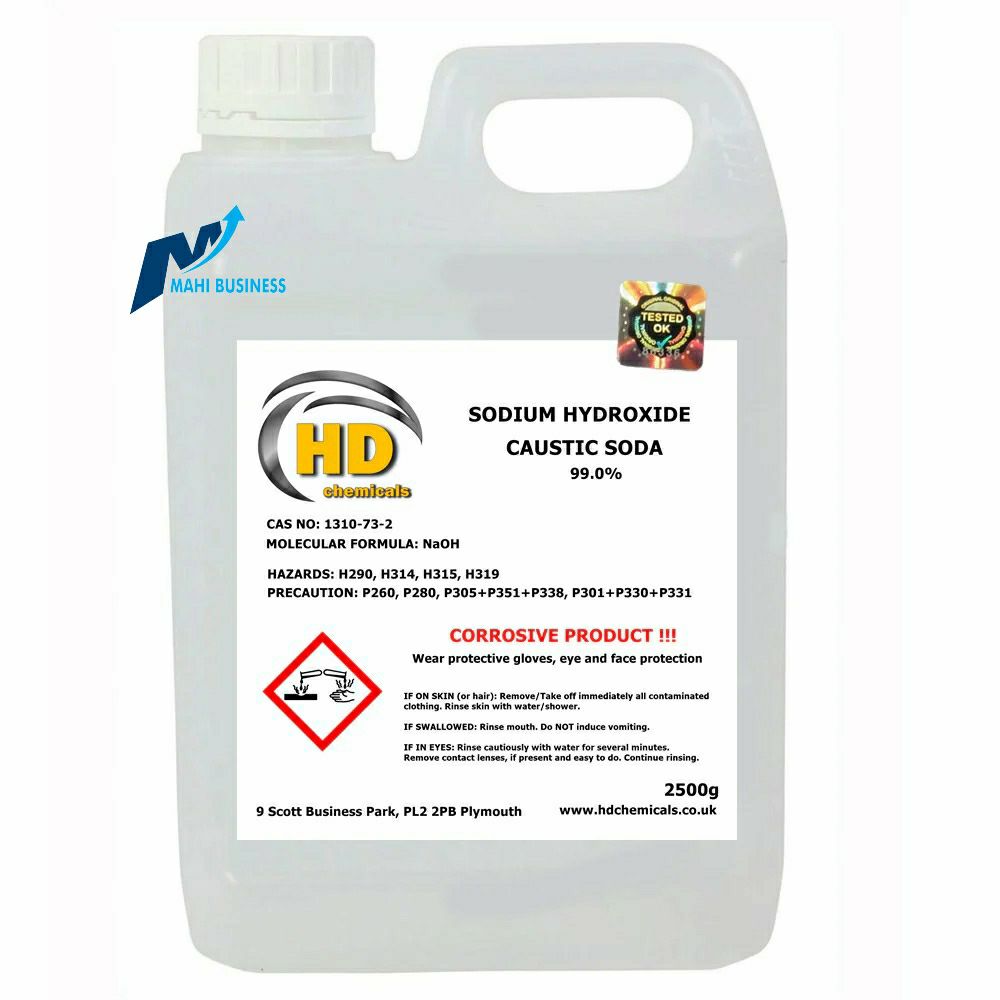 MAHI BUSINESS
ORIGINAL ORIGINAL
TESTED
OK
HD
chemicals
SODIUM HYDROXIDE
CAUSTIC SODA
99.0%
CAS NO: 1310-73-2
MOLECULAR FORMULA: NaOH
HAZARDS: H290, H314, H315, H319
PRECAUTION: P260, P280, P305+P351+P338, P301+P330+P331
CORROSIVE PRODUCT !!!
Wear protective gloves, eye and face protection
IF ON SKIN (or hair): Remove/Take off immediately all contaminated
clothing. Rinse skin with water/shower.
IF SWALLOWED: Rinse mouth. Do NOT induce vomiting.
IF IN EYES: Rinse cautiously with water for several minutes.
Remove contact lenses, if present and easy to do. Continue rinsing.
2500g
9 Scott Business Park, PL2 2PB Plymouth
www.hdchemicals.co.uk